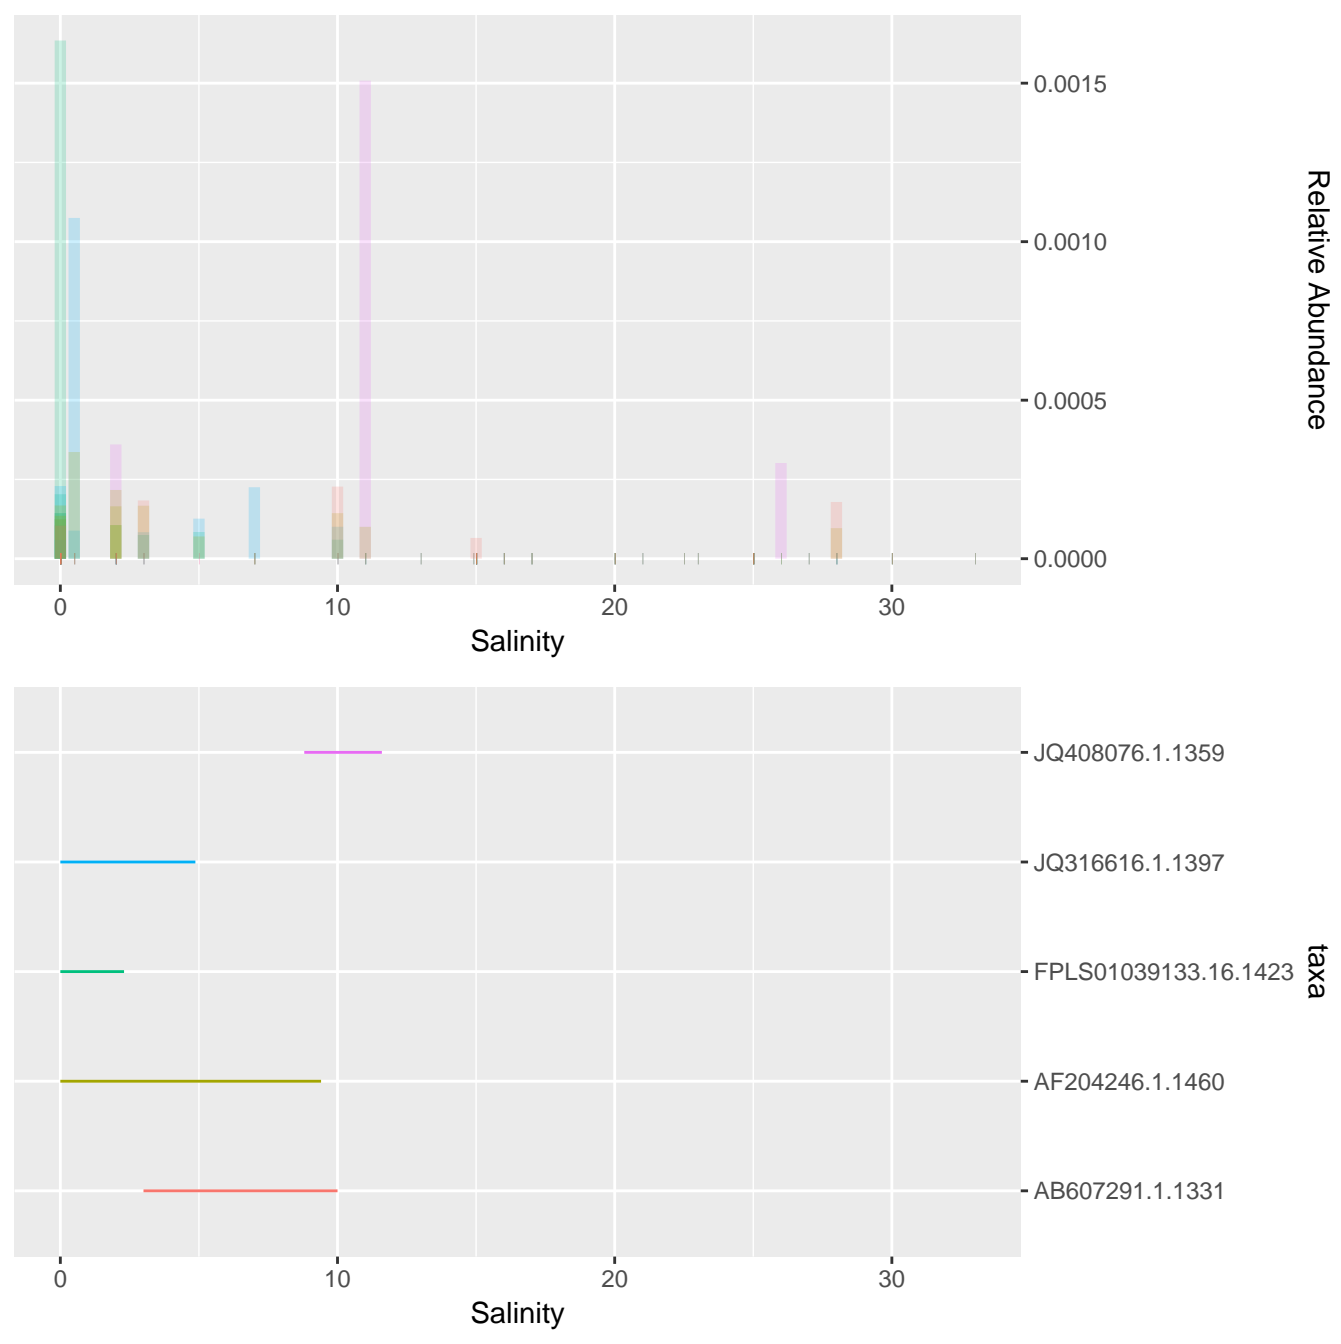 0.0015
0.0010
0.0005
0.0000
Relative Abundance
0 10 20 30
Salinity
JQ408076.1.1359
JQ316616.1.1397
FPLS01039133.16.1423
AF204246.1.1460
AB607291.1.1331
taxa
0 10 20 30
Salinity